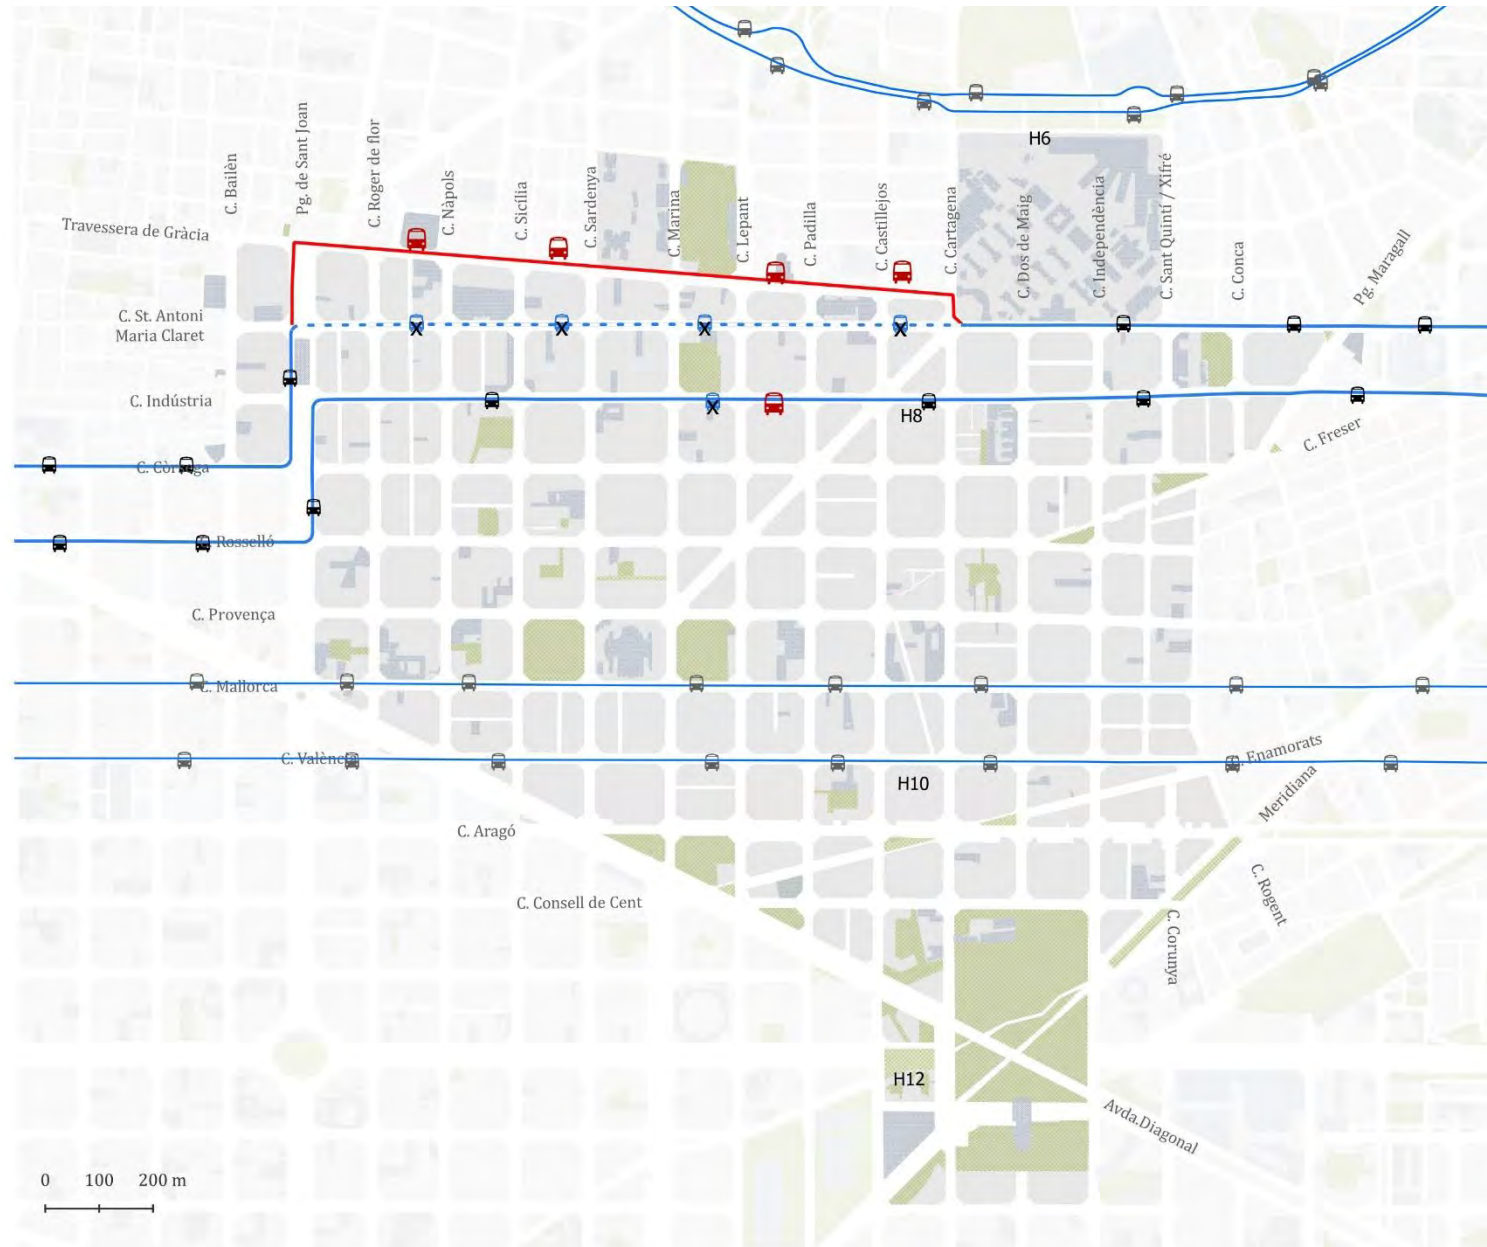 H6
C. Bailèn
Pg. de Sant Joan
C. Roger de flor
C. Nàpols
C. Sicília
C. Sardenya
C. Marina
C. Lepant
C. Padilla
C. Castillejos
C. Cartagena
C. Dos de Maig
C. Independència
C. Sant Quintí / Xifré
C. Conca
Pg. Maragall
Travessera de Gràcia
C. St. Antoni
Maria Claret
X
X
X
X
C. Indústria
X
H8
C. Freser
C. Còrsega
Rosselló
C. Provença
C. Mallorca
C. València
C. Enamorats
H10
Meridiana
C. Aragó
C. Rogent
C. Consell de Cent
C. Corunya
H12
Avda.Diagonal
0 100 200 m